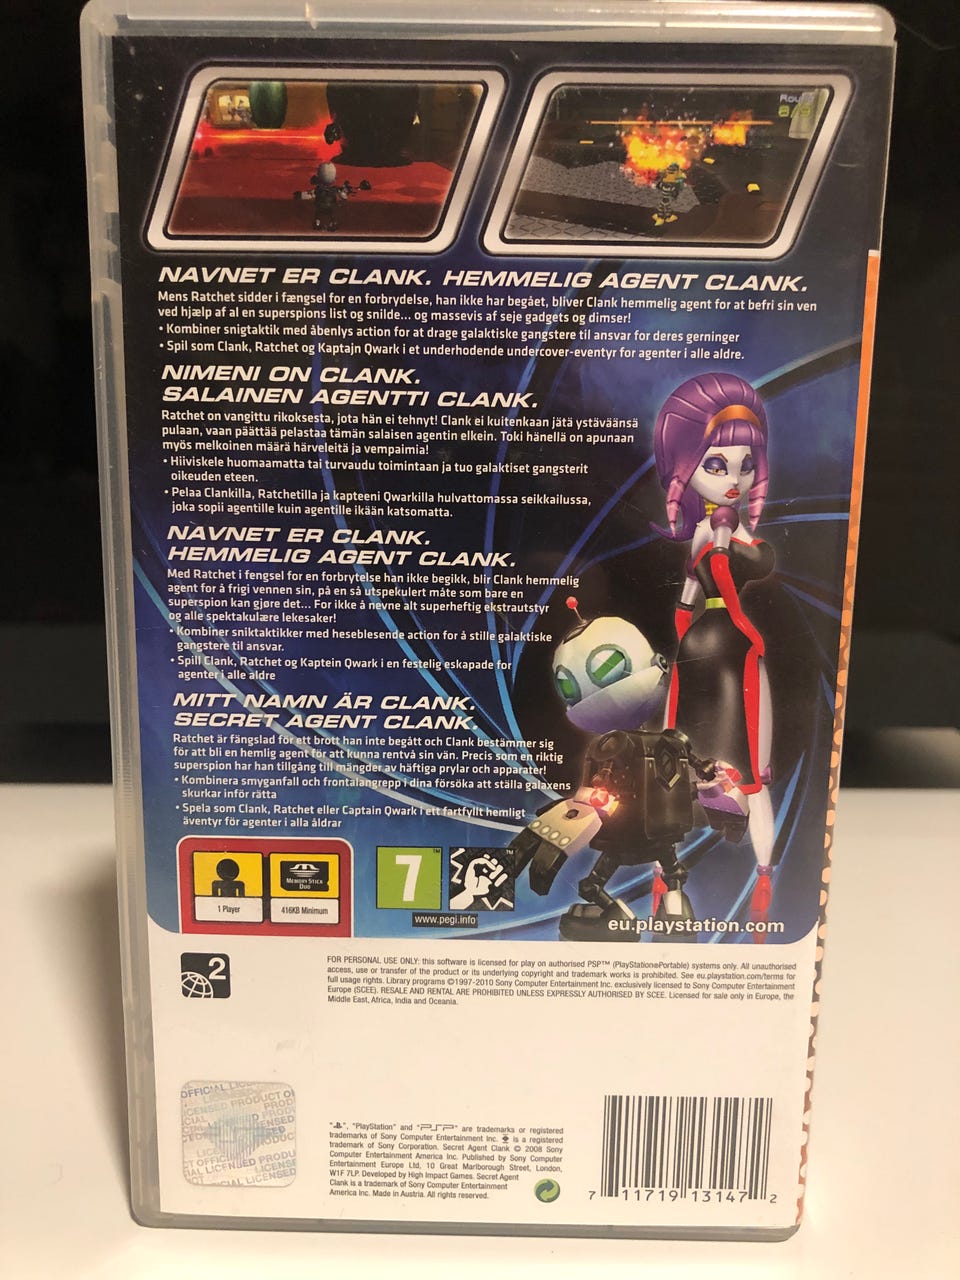 Rou
NAVNET ER CLANK. HEMMELIG AGENT CLANK.
Mens Ratchet sidder i fængsel for en forbrydelse, han ikke har begået, bliver Clank hemmelig agent for at befri sin ven
ved hjælp af al en superspions list og snilde... og massevis af seje gadgets og dimser!
• Kombiner snigtaktik med åbenlys action for at drage galaktiske gangstere til ansvar for deres gerninger
• Spil som Clank, Ratchet og Kaptajn Qwark i et underhodende undercover-eventyr for agenter i alle aldre.
NIMENI ON CLANK.
SALAINEN AGENTTI CLANK.
Ratchet on vangittu rikoksesta, jota hän ei tehnyt! Clank ei kuitenkaan jätä ystäväänsä
pulaan, vaan päättää pelastaa tämän salaisen agentin elkein. Toki hänellä on apunaan
myös melkoinen määrä härveleitä ja vempaimia!
• Hiiviskele huomaamatta tai turvaudu toimintaan ja tuo galaktiset gangsterit
oikeuden eteen.
• Pelaa Clankilla, Ratchetilla ja kapteeni Qwarkilla hulvattomassa seikkailussa,
joka sopii agentille kuin agentille ikään katsomatta.
NAVNET ER CLANK.
HEMMELIG AGENT CLANK.
Med Ratchet i fengsel for en forbrytelse han ikke begikk, blir Clank hemmelig
agent for å frigi vennen sin, på en så utspekulert måte som bare en
superspion kan gjøre det... For ikke å nevne alt superheftig ekstrautstyr
og alle spektakulære lekesaker!
• Kombiner sniktaktikker med heseblesende action for å stille galaktiske
gangstere til ansvar.
• Spill Clank, Ratchet og Kaptein Qwark i en festelig eskapade for
agenter i alle aldre
MITT NAMN ÄR CLANK.
SECRET AGENT CLANK.
Ratchet är fängslad för ett brott han inte begått och Clank bestämmer sig
för att bli en hemlig agent för att kunna rentvå sin vän. Precis som en riktig
superspion har han tillgång till mängder av häftiga prylar och apparater!
• Kombinera smyganfall och frontalangrepp i dina försöka att ställa galaxens
skurkar inför rätta
• Spela som Clank, Ratchet eller Captain Qwark i ett fartfyllt hemligt
äventyr för agenter i alla åldrar
1 Player
MEMORY STICK
DUO
416KB Minimum
7
TM
TM
www.pegi.info
eu.playstation.com
2
FOR PERSONAL USE ONLY: this software is licensed for play on authorised PSP™ (PlayStation®Portable) systems only. All unauthorised
access, use or transfer of the product or its underlying copyright and trademark works is prohibited. See eu.playstation.com/terms for
full usage rights. Library programs ©1997-2010 Sony Computer Entertainment Inc. exclusively licensed to Sony Computer Entertainment
Europe (SCEE). RESALE AND RENTAL ARE PROHIBITED UNLESS EXPRESSLY AUTHORISED BY SCEE. Licensed for sale only in Europe, the
Middle East, Africa, India and Oceania.
OFFICIAL LIC
ICENSED PRODUCT O
CIAL PROD
D PROD
ENSED
PRODUC
T OFFICI
IAL LICENSED PRODU
CT LICENS
CIAL LICENSED
" ", "PlayStation" and "PSP" are trademarks or registered
trademarks of Sony Computer Entertainment Inc. is a registered
trademark of Sony Corporation. Secret Agent Clank © 2008 Sony
Computer Entertainment America Inc. Published by Sony Computer
Entertainment Europe Ltd, 10 Great Marlborough Street, London,
W1F 7LP. Developed by High Impact Games. Secret Agent
Clank is a trademark of Sony Computer Entertainment
America Inc. Made in Austria. All rights reserved.
7 11719 13147 2